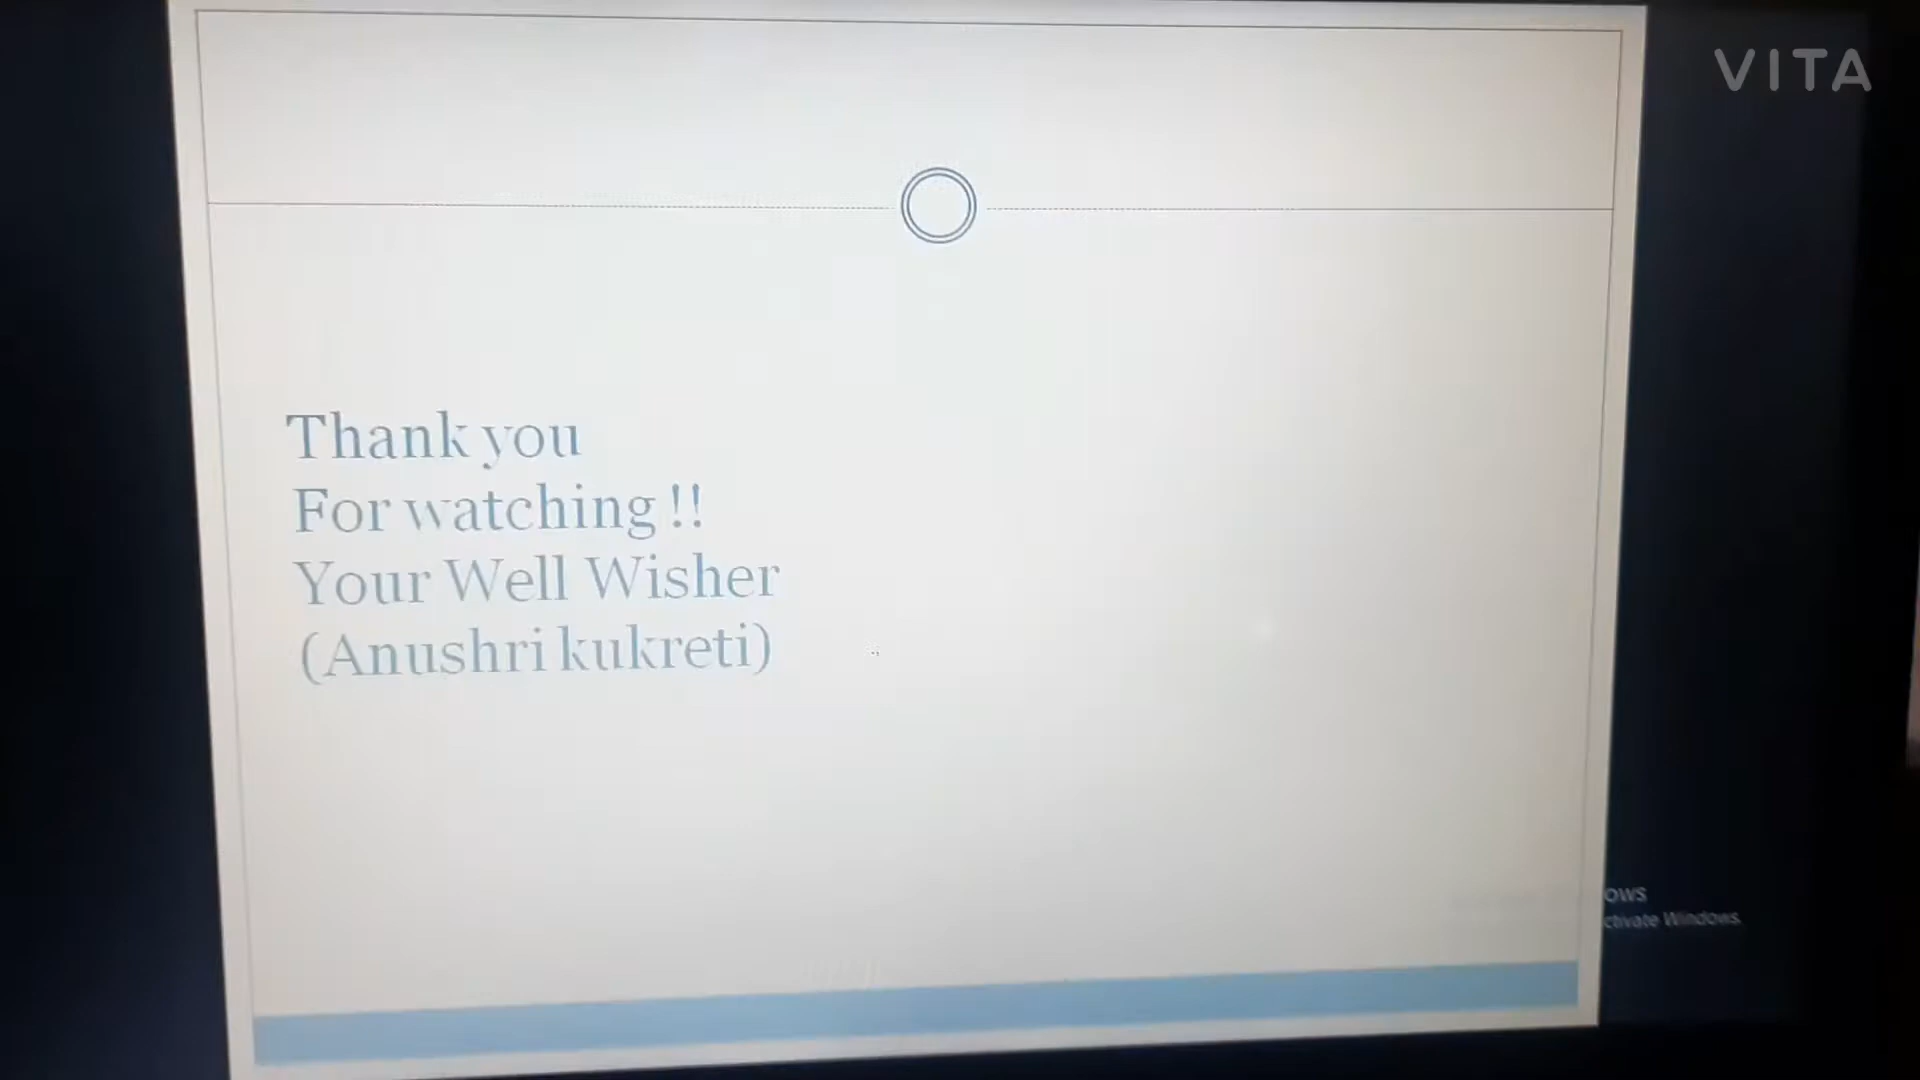 VITA
Thank you
For watching !!
Your Well Wisher
(Anushri kukreti)
ows
ctivate Windows